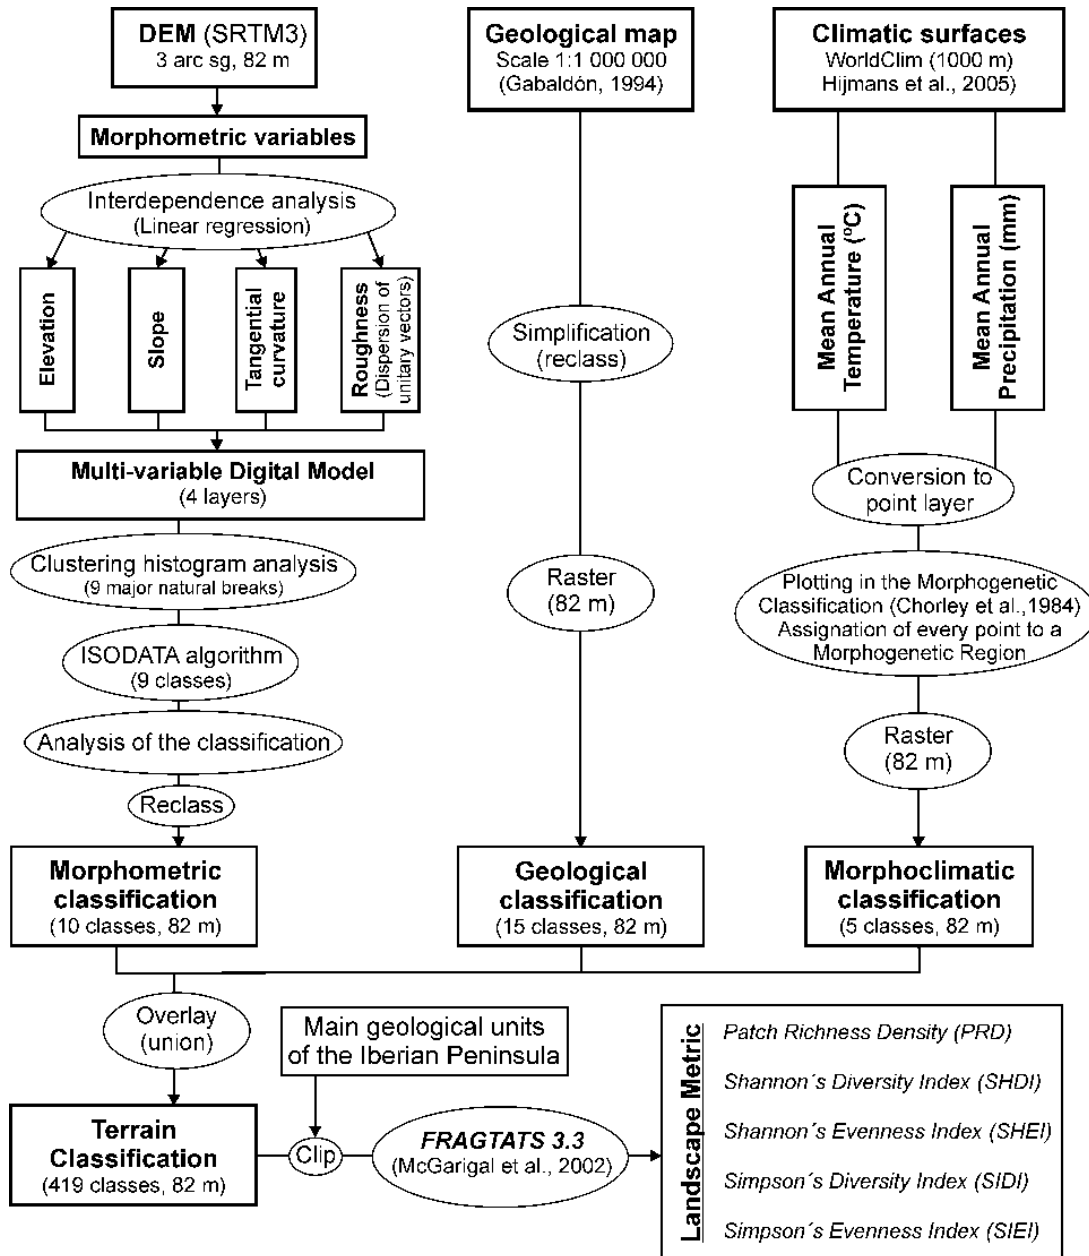 DEM (SRTM3)
3 arc sg, 82 m
Morphometric variables
Interdependence analysis
(Linear regression)
Elevation
Slope
Tangential
curvature
Roughness
(Dispersion of
unitary vectors)
Multi-variable Digital Model
(4 layers)
Clustering histogram analysis
(9 major natural breaks)
ISODATA algorithm
(9 classes)
Analysis of the classification
Reclass
Morphometric
classification
(10 classes, 82 m)
Geological map
Scale 1:1 000 000
(Gabaldón, 1994)
Simplification
(reclass)
Raster
(82 m)
Geological
classification
(15 classes, 82 m)
Climatic surfaces
WorldClim (1000 m)
Hijmans et al., 2005)
Mean Annual
Temperature (ºC)
Mean Annual
Precipitation (mm)
Conversion to
point layer
Plotting in the Morphogenetic
Classification (Chorley et al.,1984)
Assignation of every point to a
Morphogenetic Region
Raster
(82 m)
Morphoclimatic
classification
(5 classes, 82 m)
Overlay
(union)
Terrain
Classification
(419 classes, 82 m)
Main geological units
of the Iberian Peninsula
Clip
FRAGTATS 3.3
(McGarigal et al., 2002)
Landscape Metric
Patch Richness Density (PRD)
Shannon´s Diversity Index (SHDI)
Shannon´s Evenness Index (SHEI)
Simpson´s Diversity Index (SIDI)
Simpson´s Evenness Index (SIEI)